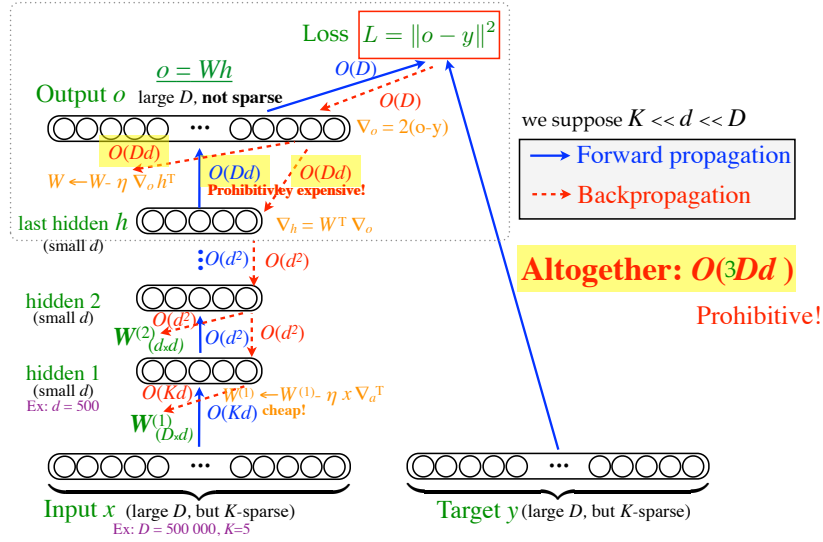 Loss L = ‖o − y‖²
o = Wh
O(D)
Output o large D, not sparse
O(D)
...
∇o = 2(o-y)
we suppose K << d << D
O(Dd)
Forward propagation
W ← W - η ∇o hᵀ
O(Dd)
O(Dd)
Prohibitivley expensive!
Backpropagation
last hidden h
(small d)
∇h = Wᵀ ∇o
O(d²)
O(d²)
Altogether: O(3Dd )
Prohibitive!
hidden 2
(small d)
O(d²)
W⁽²⁾
(dxd)
O(d²)
O(d²)
hidden 1
(small d)
Ex: d = 500
O(Kd)
W⁽¹⁾ ← W⁽¹⁾- η x ∇aᵀ
cheap!
W⁽¹⁾
(Dxd)
O(Kd)
...
...
Input x (large D, but K-sparse)
Ex: D = 500 000, K=5
Target y (large D, but K-sparse)